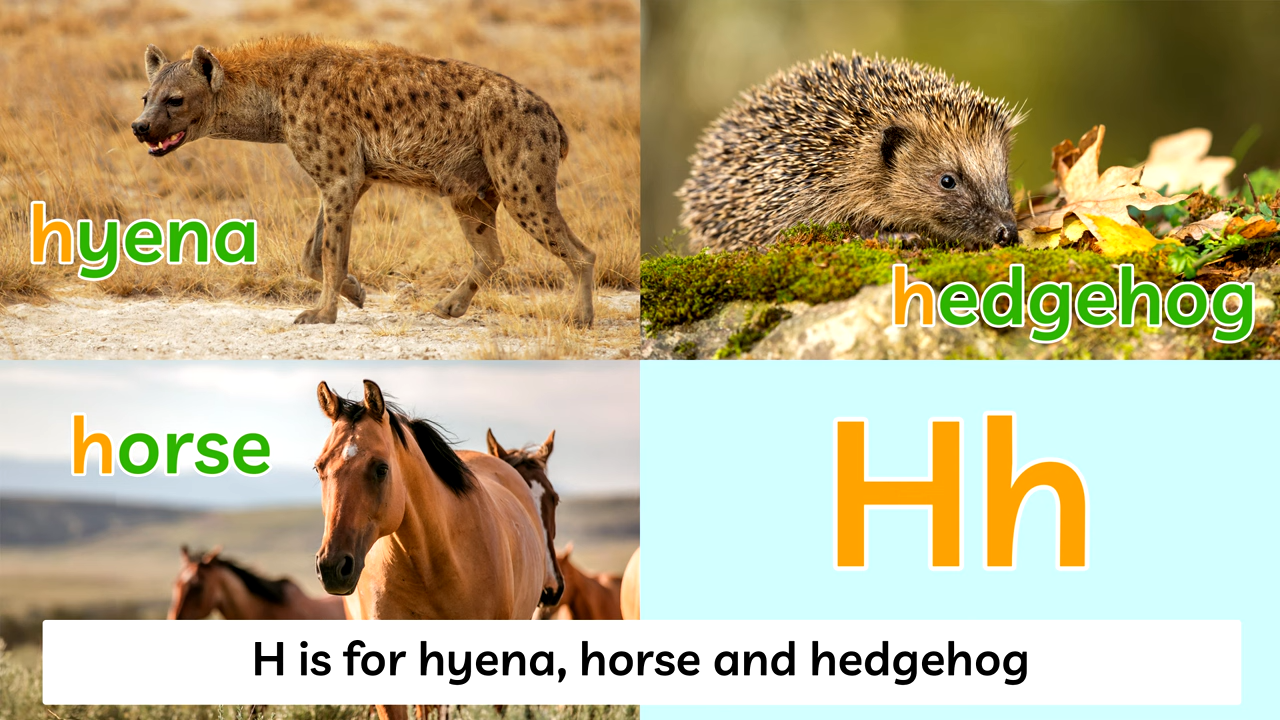 hyena
hedgehog
horse
Hh
H is for hyena, horse and hedgehog